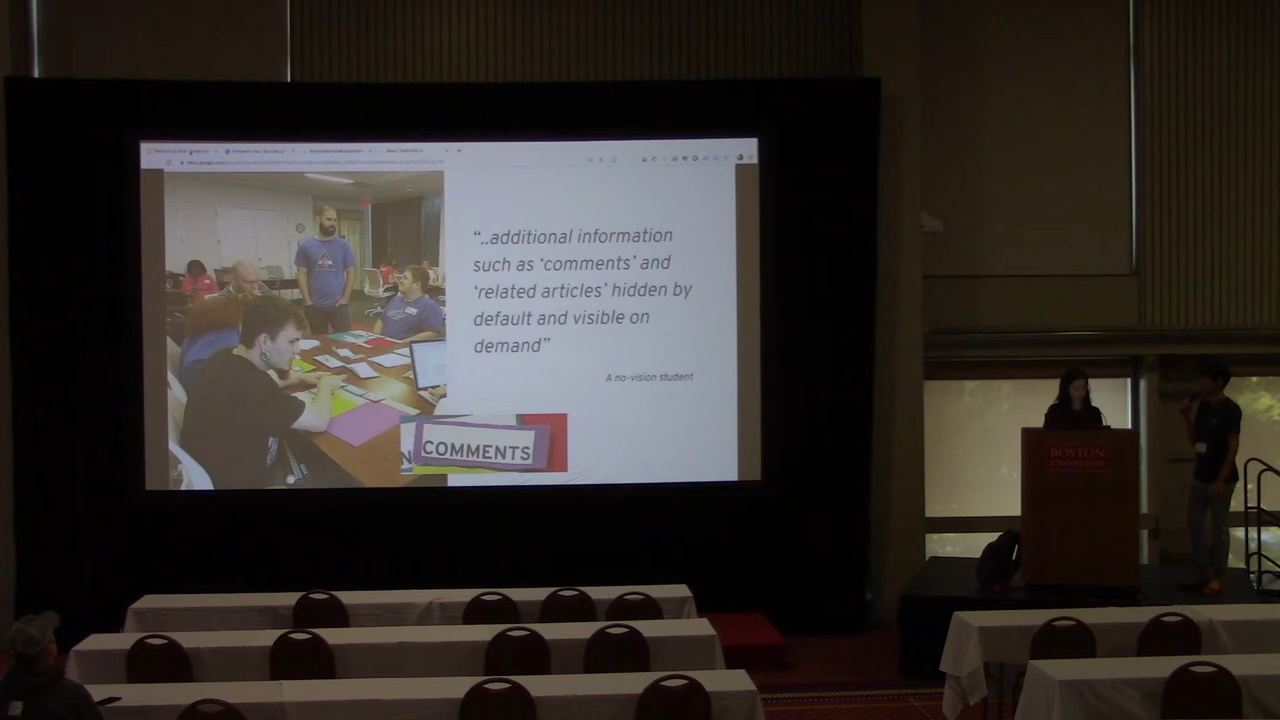 “..additional information
such as ‘comments’ and
‘related articles’ hidden by
default and visible on
demand”
A no-vision student
N
COMMENTS
BOSTON
UNIVERSITY